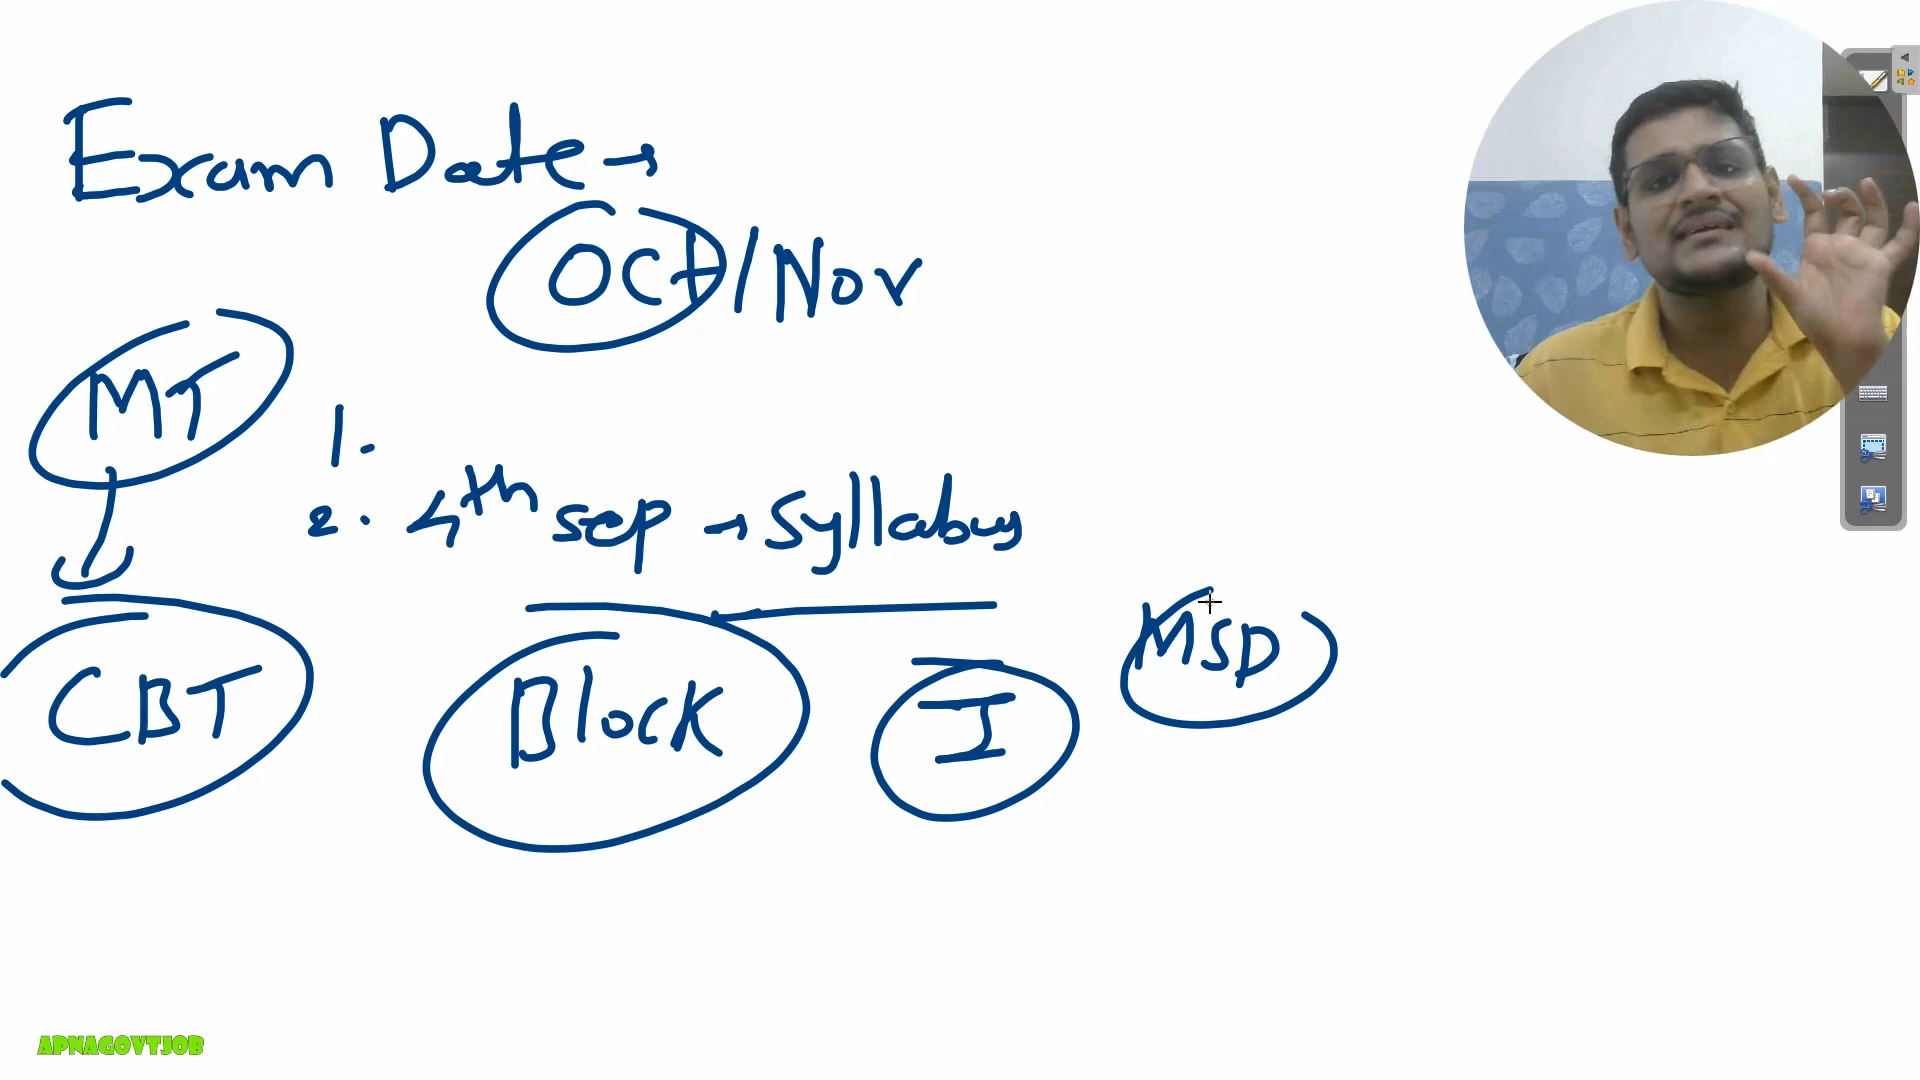 Exam Date →
Oct/Nov
MT
1.
2. 4th sep → Syllabus
MSD
CBT Block I
APNAGOVTJOB